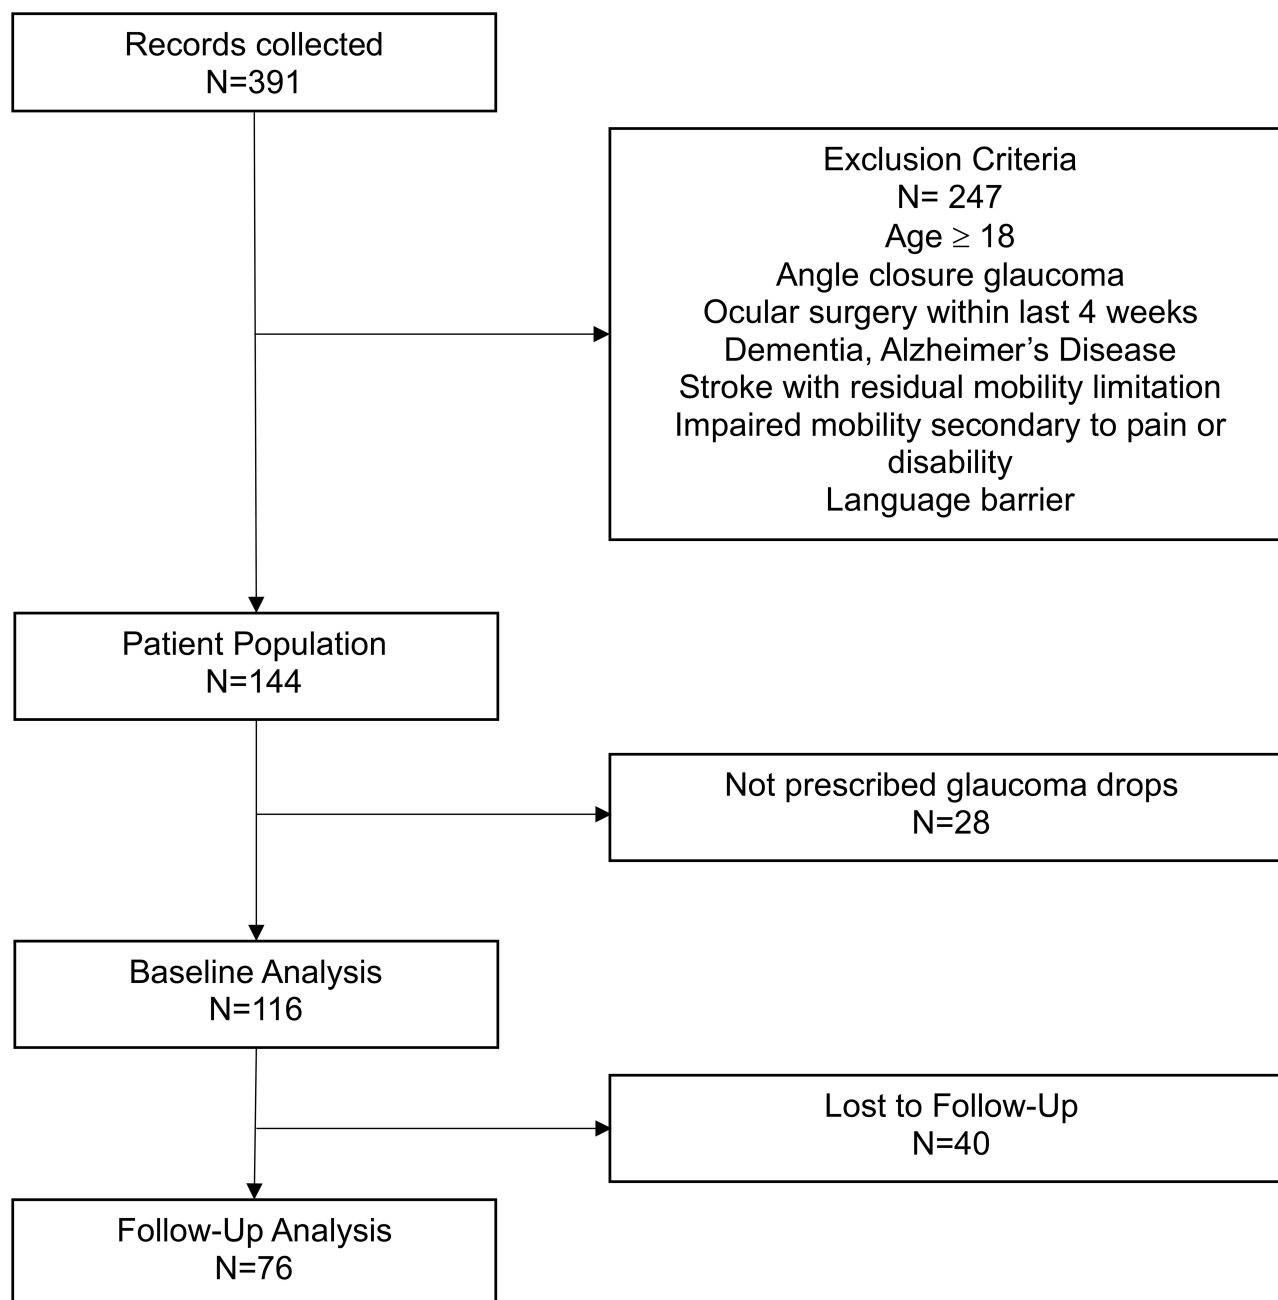 Records collected
N=391
Exclusion Criteria
N= 247
Age ≥ 18
Angle closure glaucoma
Ocular surgery within last 4 weeks
Dementia, Alzheimer’s Disease
Stroke with residual mobility limitation
Impaired mobility secondary to pain or
disability
Language barrier
Patient Population
N=144
Not prescribed glaucoma drops
N=28
Baseline Analysis
N=116
Lost to Follow-Up
N=40
Follow-Up Analysis
N=76